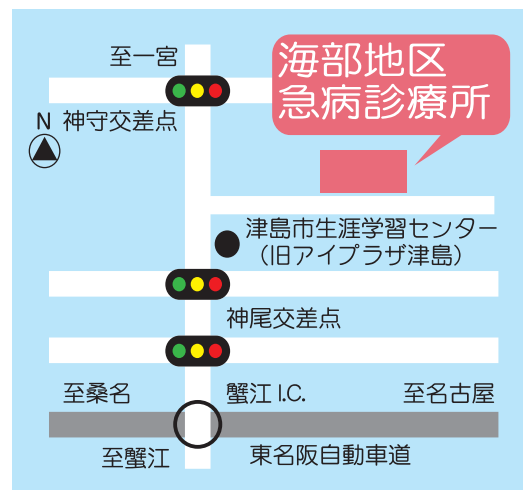 至一宮
海部地区
急病診療所
N
神守交差点
津島市生涯学習センター
（旧アイプラザ津島）
神尾交差点
至桑名
蟹江 I.C.
至名古屋
至蟹江
東名阪自動車道